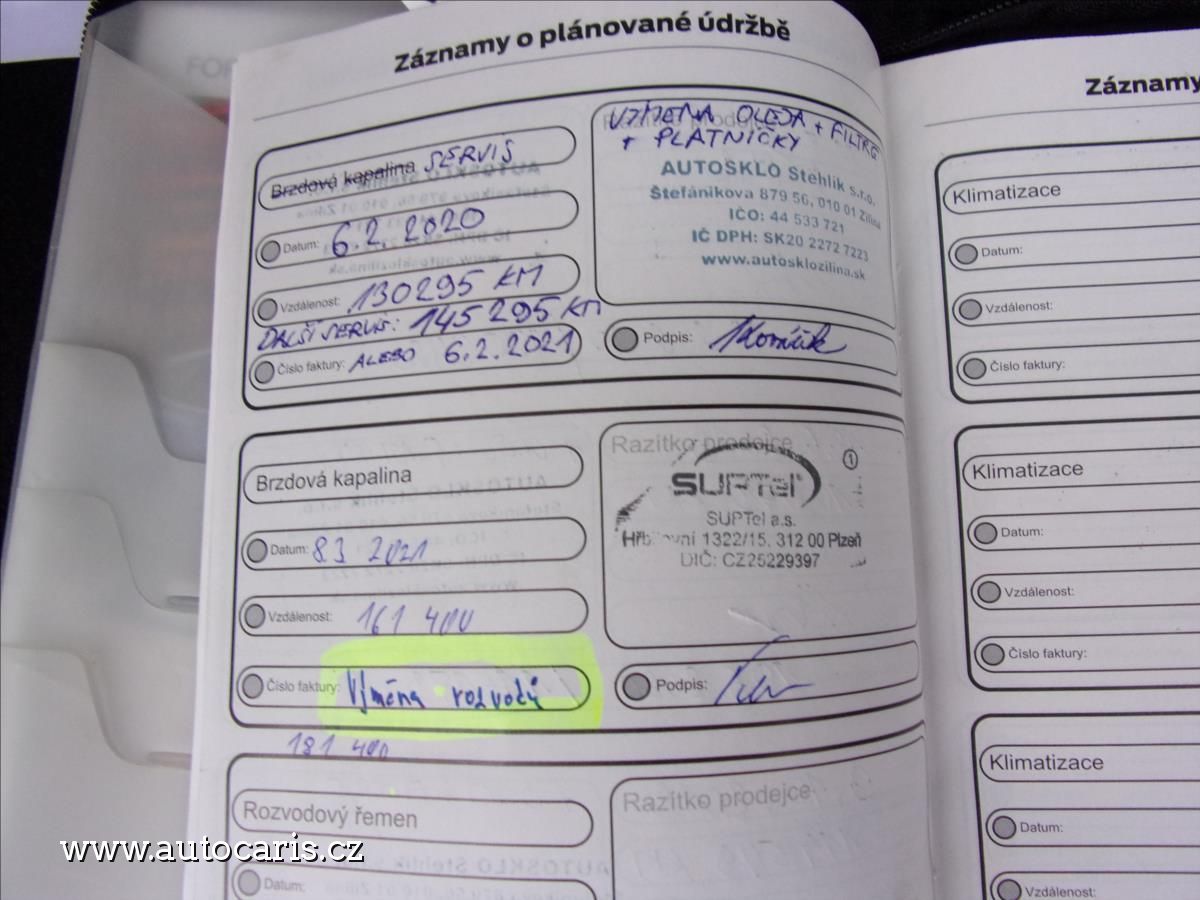 FOR
Záznamy o plánované údržbě
Brzdová kapalina SERVIS
Datum: 6.2.2020
Vzdálenost: 130295 KM
DALŠÍ SERVIS: 145 295 KM
Číslo faktury: ALEBO 6.2.2021
VÝMENA OLEJA + FILTRO
+ PLATNIČKY
AUTOSKLO Stehlík s.r.o.
Štefánikova 879 56, 010 01 Žilina
IČO: 44 533 721
IČ DPH: SK20 2272 7223
www.autosklozilina.sk
Podpis:
Brzdová kapalina
Datum: 8 3 2021
Vzdálenost: 161 400
Číslo faktury: Výměna rozvodů
181 400
Razítko prodejce
1
SUPTel
SUPTel a.s.
1322/15, 312 00 Plzeň
DIČ: CZ25229397
Podpis:
Rozvodový řemen
Datum:
Razítko prodejce
Záznamy
Klimatizace
Datum:
Vzdálenost:
Číslo faktury:
Klimatizace
Datum:
Vzdálenost:
Číslo faktury:
Klimatizace
Datum:
Vzdálenost:
www.autocaris.cz